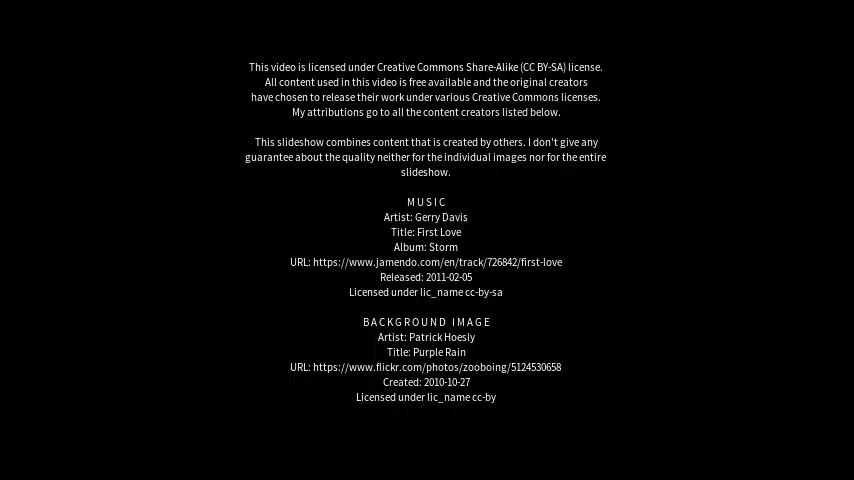 This video is licensed under Creative Commons Share-Alike (CC BY-SA) license.
All content used in this video is free available and the original creators
have chosen to release their work under various Creative Commons licenses.
My attributions go to all the content creators listed below.
This slideshow combines content that is created by others. I don't give any
guarantee about the quality neither for the individual images nor for the entire
slideshow.
M U S I C
Artist: Gerry Davis
Title: First Love
Album: Storm
URL: https://www.jamendo.com/en/track/726842/first-love
Released: 2011-02-05
Licensed under lic_name cc-by-sa
B A C K G R O U N D  I M A G E
Artist: Patrick Hoesly
Title: Purple Rain
URL: https://www.flickr.com/photos/zooboing/5124530658
Created: 2010-10-27
Licensed under lic_name cc-by